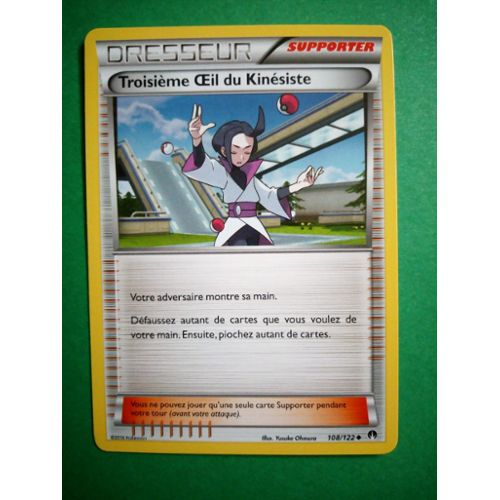 DRESSEUR
SUPPORTER
Troisième Œil du Kinésiste
Votre adversaire montre sa main.
Défaussez autant de cartes que vous voulez de
votre main. Ensuite, piochez autant de cartes.
Vous ne pouvez jouer qu'une seule carte Supporter pendant
votre tour (avant votre attaque).
©2016 Pokémon
Illus. Yusuke Ohmura
108/122